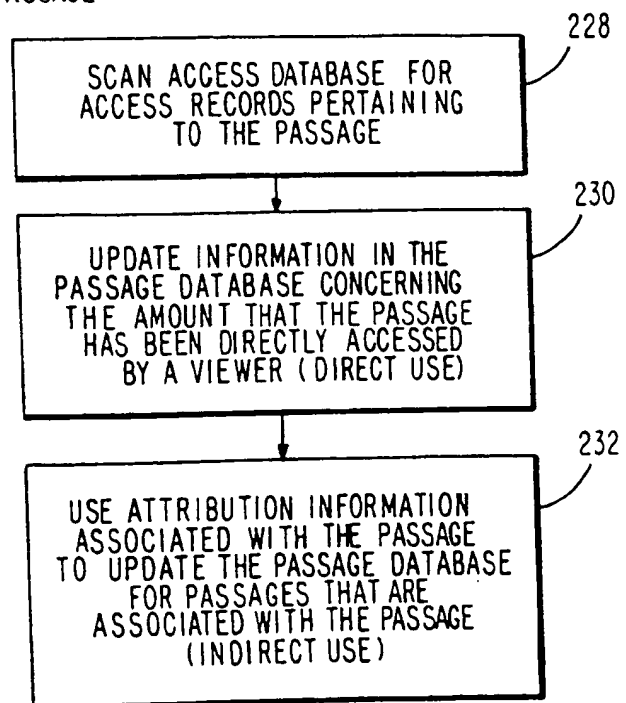 228
SCAN ACCESS DATABASE FOR
ACCESS RECORDS PERTAINING
TO THE PASSAGE
230
UPDATE INFORMATION IN THE
PASSAGE DATABASE CONCERNING
THE AMOUNT THAT THE PASSAGE
HAS BEEN DIRECTLY ACCESSED
BY A VIEWER (DIRECT USE)
232
USE ATTRIBUTION INFORMATION
ASSOCIATED WITH THE PASSAGE
TO UPDATE THE PASSAGE DATABASE
FOR PASSAGES THAT ARE
ASSOCIATED WITH THE PASSAGE
(INDIRECT USE)